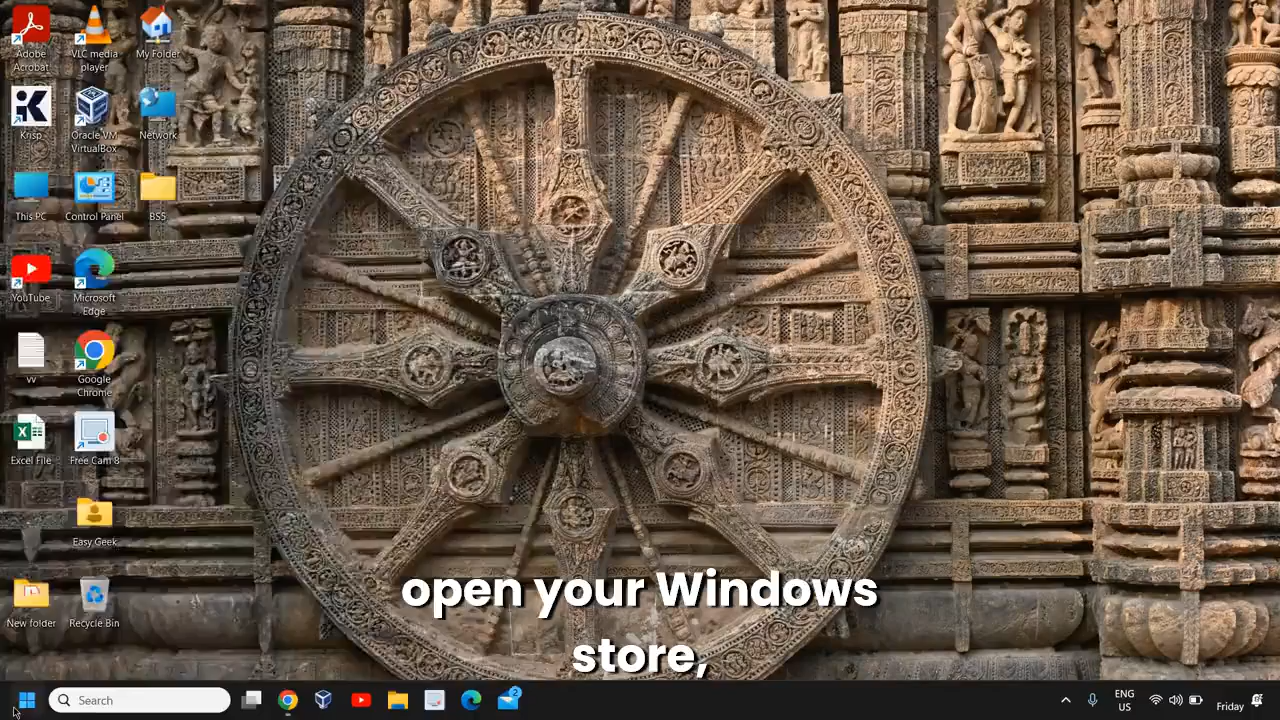 Adobe
Acrobat
VLC media
player
My Folder
Krisp
Oracle VM
VirtualBox
Network
This PC
Control Panel
BSS
YouTube
Microsoft
Edge
vv
Google
Chrome
Excel File
Free Cam 8
Easy Geek
New folder
Recycle Bin
open your Windows
store,
Search
2
ENG
US
Friday